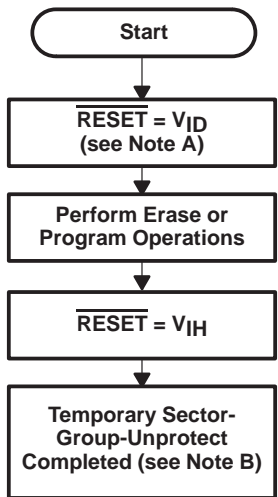 Start
RESET = VID
(see Note A)
Perform Erase or
Program Operations
RESET = VIH
Temporary Sector-
Group-Unprotect
Completed (see Note B)